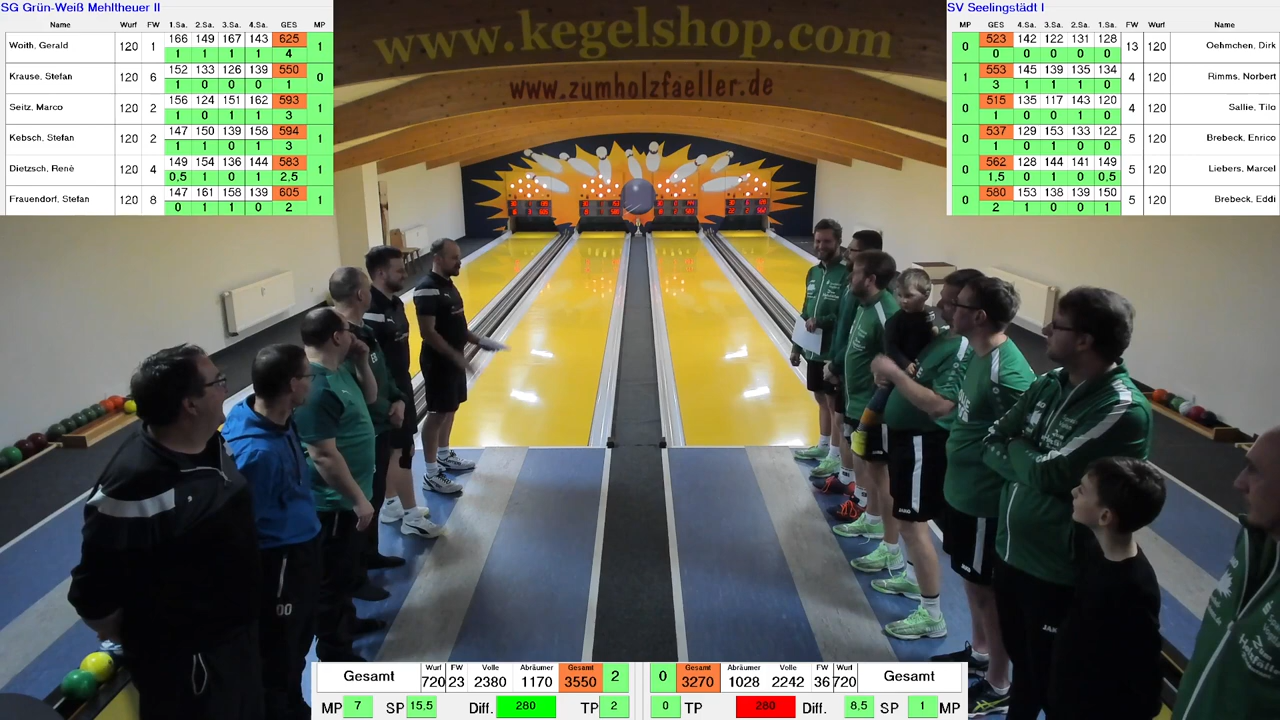 SG Grün-Weiß Mehltheuer II
Name Wurf FW 1.Sa. 2.Sa. 3.Sa. 4.Sa. GES MP
Woith, Gerald 120 1 166 149 167 143 625 1
1 1 1 1 4
Krause, Stefan 120 6 152 133 126 139 550 0
1 0 0 0 1
Seitz, Marco 120 2 156 124 151 162 593 1
1 0 1 1 3
Kebsch, Stefan 120 2 147 150 139 158 594 1
1 1 0 1 3
Dietzsch, Renè 120 4 149 154 136 144 583 1
0,5 1 0 1 2,5
Frauendorf, Stefan 120 8 147 161 158 139 605 1
0 1 1 0 2
SV Seelingstädt I
MP GES 4.Sa. 3.Sa. 2.Sa. 1.Sa. FW Wurf Name
0 523 142 122 131 128 13 120 Oehmchen, Dirk
0 0 0 0 0
1 553 145 139 135 134 4 120 Rimms, Norbert
3 1 1 1 0
0 515 135 117 143 120 4 120 Sallie, Tilo
1 0 0 1 0
0 537 129 153 133 122 5 120 Brebeck, Enrico
1 0 1 0 0
0 562 128 144 141 149 5 120 Liebers, Marcel
1,5 0 1 0 0,5
0 580 153 138 139 150 5 120 Brebeck, Eddi
2 1 0 0 1
www.kegelshop.com
www.zumholzfaeller.de
JAKO
JAKO
Gesamt Wurf FW Volle Abräumer Gesamt
720 23 2380 1170 3550 2
MP 7 SP 15,5 Diff. 280 TP 2
Gesamt Abräumer Volle FW Wurf
0 3270 1028 2242 36 720 Gesamt
0 TP 280 Diff. 8,5 SP 1 MP